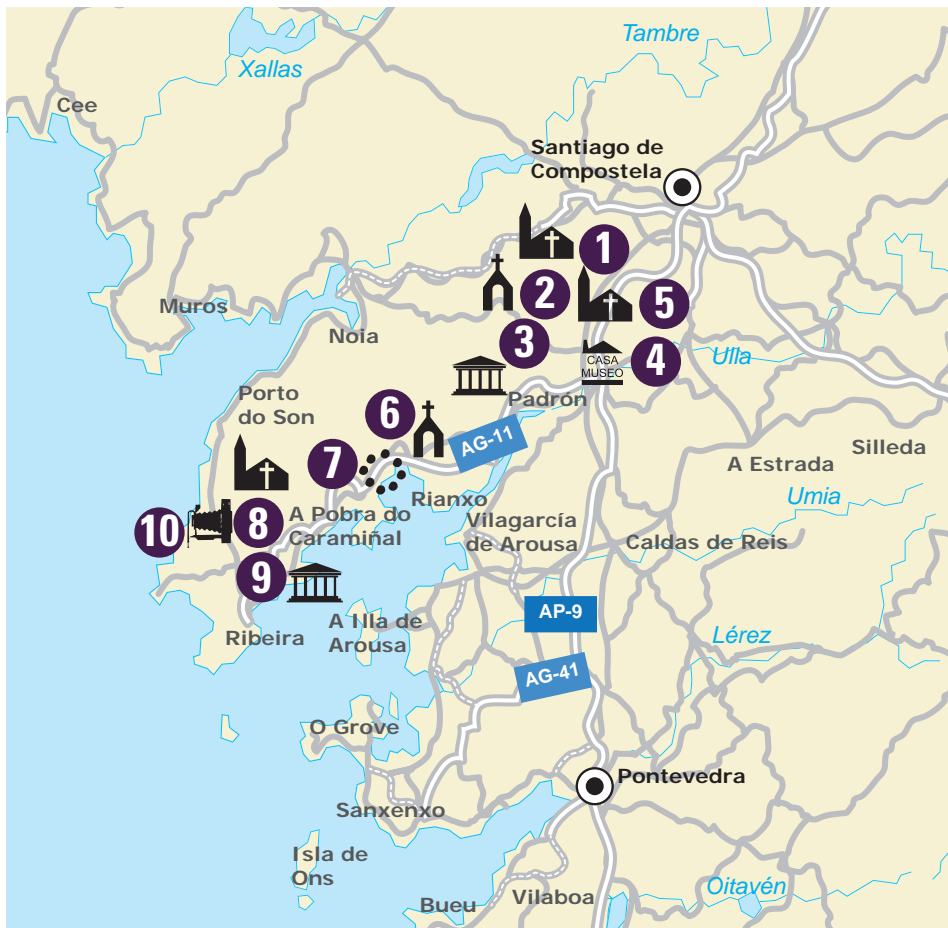 Tambre
Xallas
Cee
Santiago de
Compostela
1
2
5
Muros
Noia
3
CASA
MUSEO
4
Ulla
Porto
do Son
Padrón
6
AG-11
7
Silleda
A Estrada
Rianxo
Umia
10
8
A Pobra do
Caramiñal
Vilagarcía
de Arousa
Caldas de Reis
9
AP-9
A Illa de
Arousa
Ribeira
Lérez
AG-41
O Grove
Pontevedra
Sanxenxo
Isla de
Ons
Bueu
Vilaboa
Oitavén